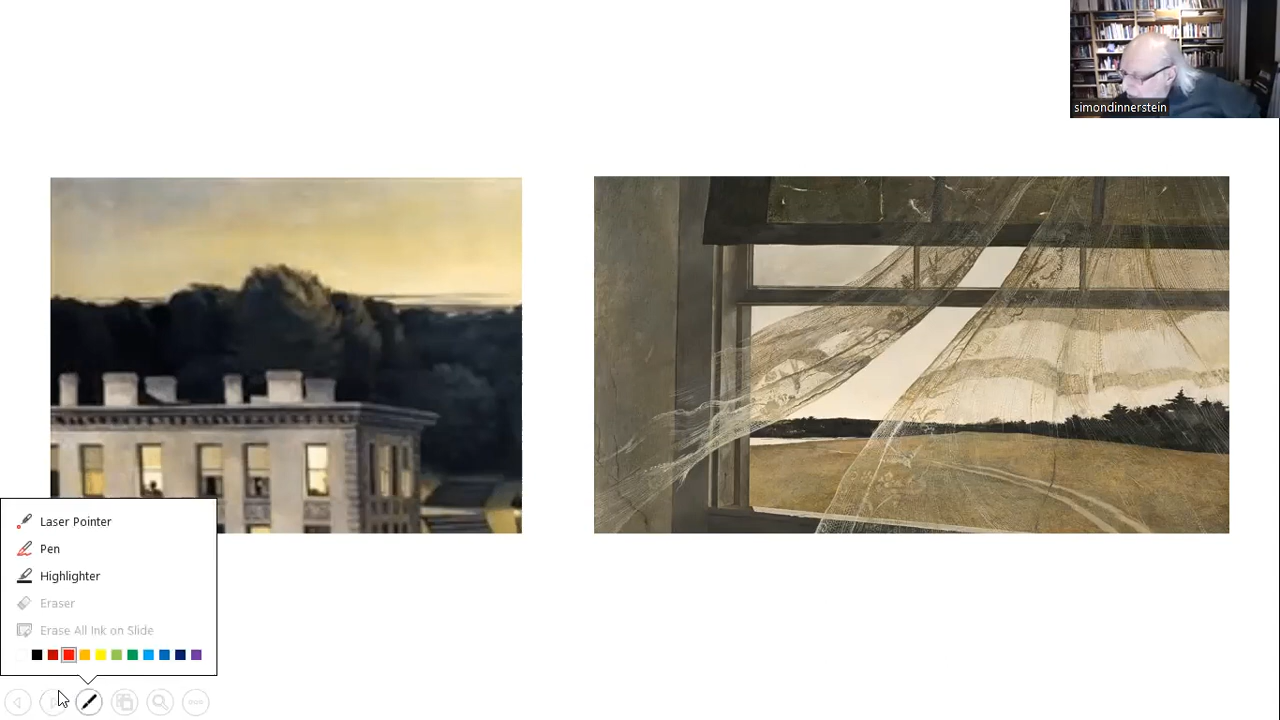 simondinnerstein
Laser Pointer
Pen
Highlighter
Eraser
Erase All Ink on Slide